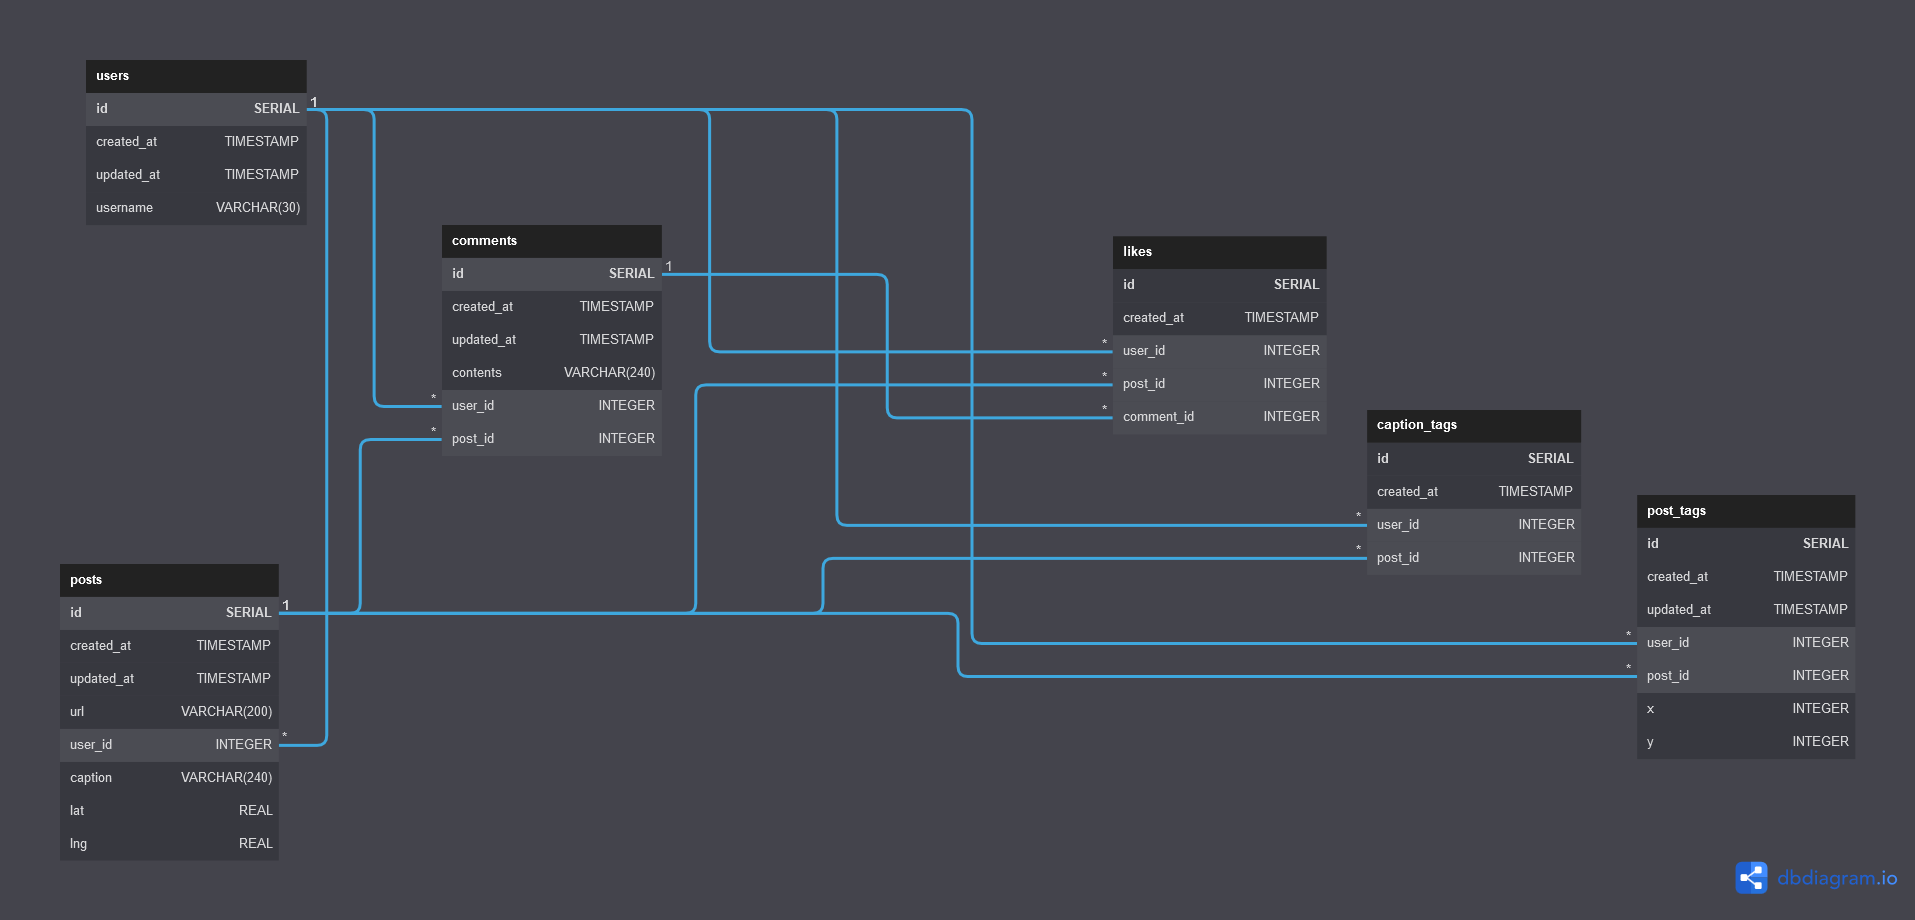 users
1
id SERIAL
created_at TIMESTAMP
updated_at TIMESTAMP
username VARCHAR(30)
comments
1
id SERIAL
created_at TIMESTAMP
updated_at TIMESTAMP
contents VARCHAR(240)
* user_id INTEGER
* post_id INTEGER
likes
id SERIAL
created_at TIMESTAMP
* user_id INTEGER
* post_id INTEGER
* comment_id INTEGER
caption_tags
id SERIAL
created_at TIMESTAMP
* user_id INTEGER
* post_id INTEGER
post_tags
id SERIAL
created_at TIMESTAMP
updated_at TIMESTAMP
* user_id INTEGER
* post_id INTEGER
x INTEGER
y INTEGER
posts
1
id SERIAL
created_at TIMESTAMP
updated_at TIMESTAMP
url VARCHAR(200)
user_id INTEGER *
caption VARCHAR(240)
lat REAL
lng REAL
dbdiagram.io